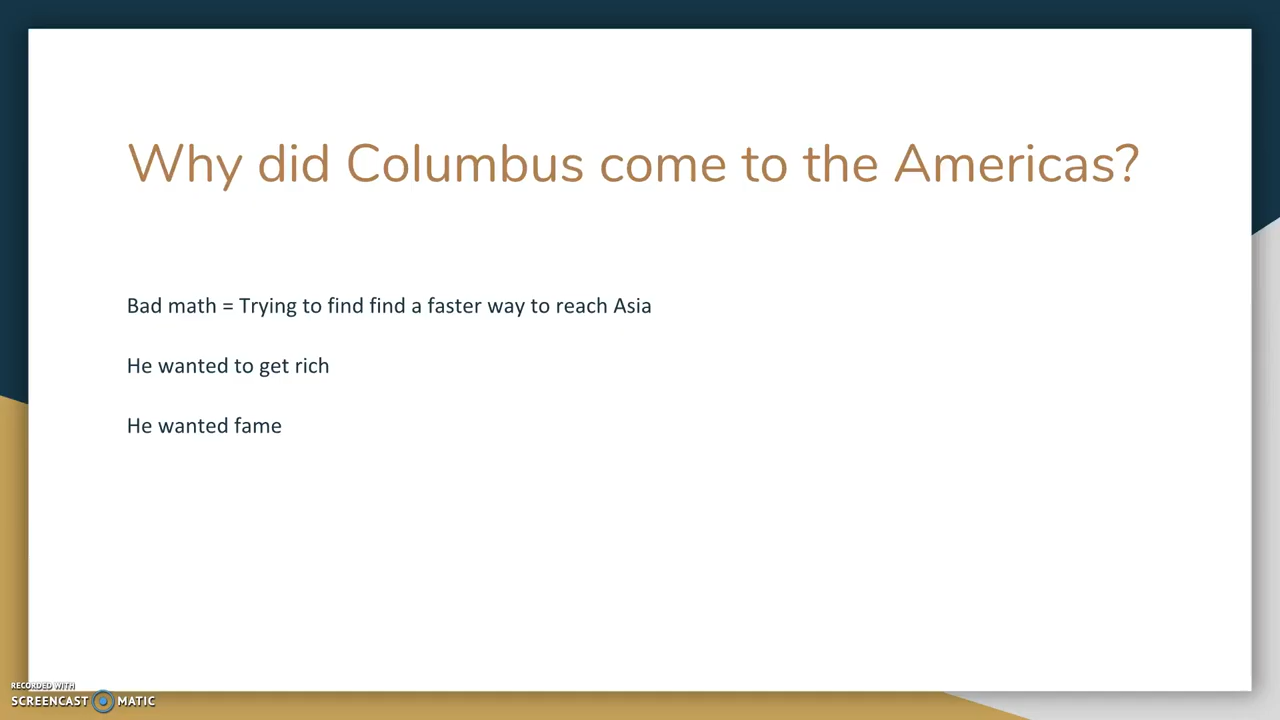 Why did Columbus come to the Americas?
Bad math = Trying to find find a faster way to reach Asia
He wanted to get rich
He wanted fame
RECORDED WITH
SCREENCAST MATIC